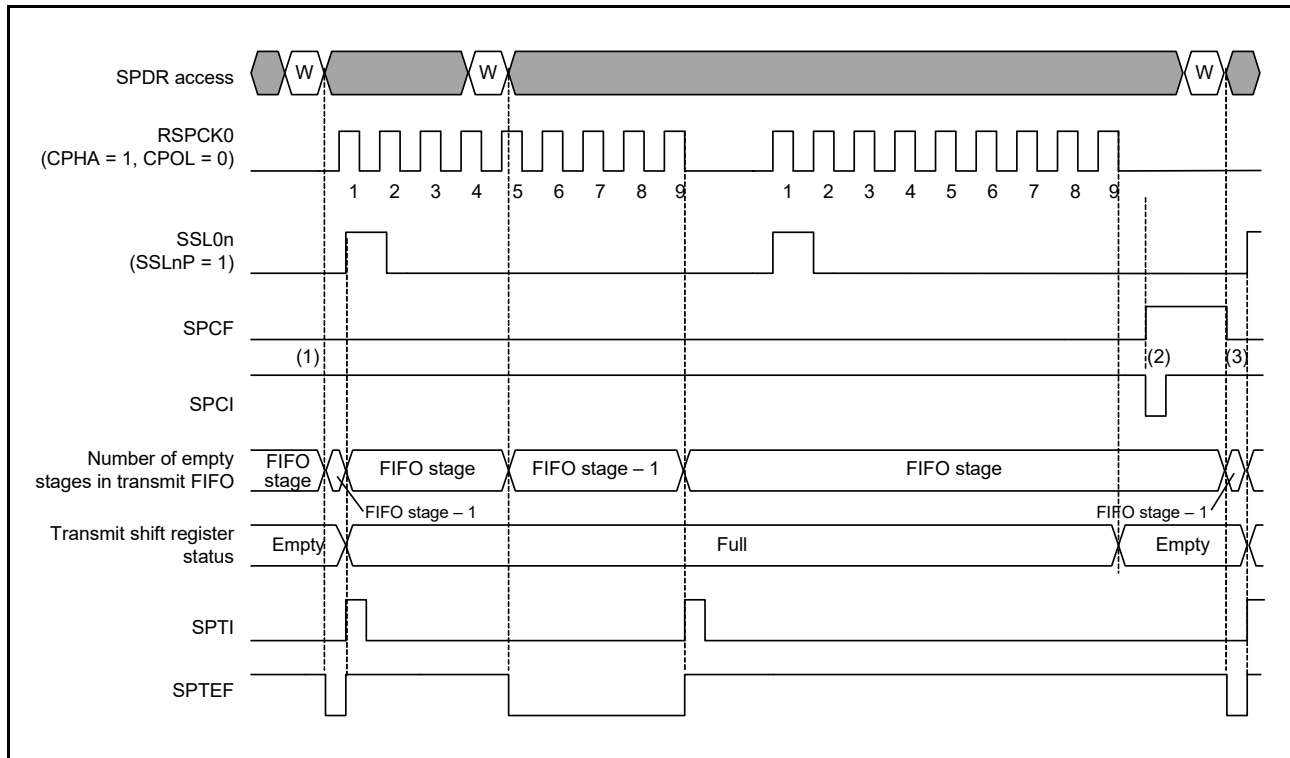 SPDR access
W
W
W
RSPCK0
(CPHA = 1, CPOL = 0)
1 2 3 4 5 6 7 8 9 1 2 3 4 5 6 7 8 9
SSL0n
(SSLnP = 1)
SPCF
(1)
(2)
(3)
SPCI
Number of empty
stages in transmit FIFO
FIFO
stage
FIFO stage
FIFO stage – 1
FIFO stage
FIFO stage – 1
FIFO stage – 1
Transmit shift register
status
Empty
Full
Empty
SPTI
SPTEF